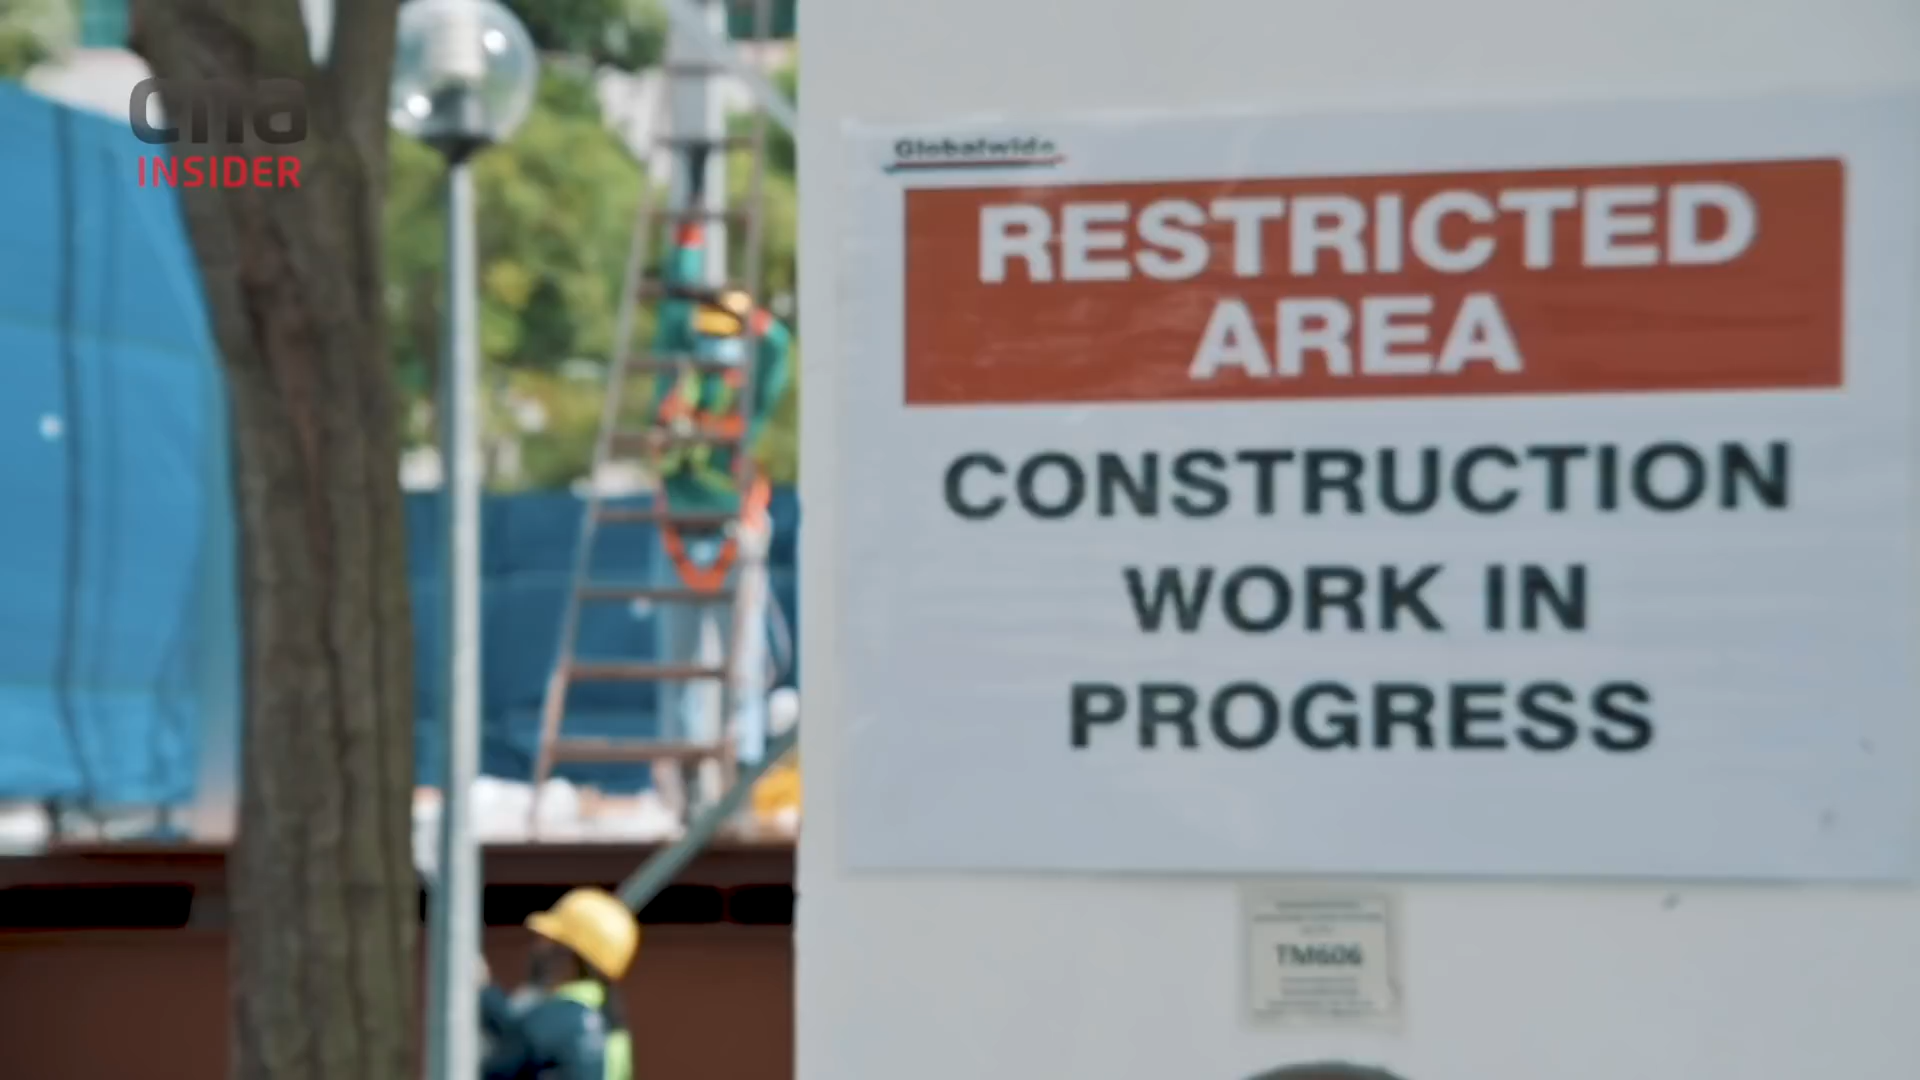 cna
INSIDER
Globalwide
RESTRICTED
AREA
CONSTRUCTION
WORK IN
PROGRESS
TM606